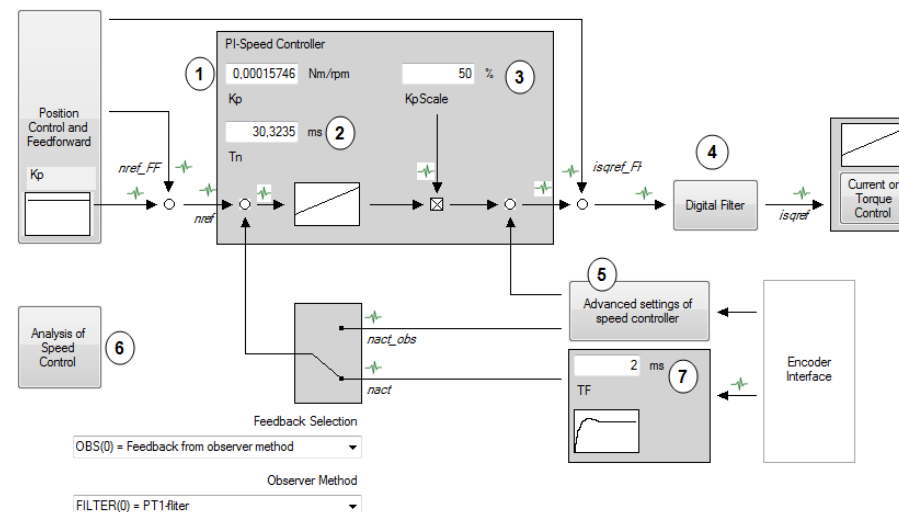 PI-Speed Controller
1
0,00015746 Nm/rpm
50 %
3
Kp
KpScale
30,3235 ms
2
Tn
Position
Control and
Feedforward
Kp
nref_FF
nref
isqref_FF
4
Digital Filter
isqref
Current or
Torque
Control
5
Advanced settings of
speed controller
Analysis of
Speed
Control
6
nact_obs
nact
2 ms
7
TF
Encoder
Interface
Feedback Selection
OBS(0) = Feedback from observer method
Observer Method
FILTER(0) = PT1-fliter